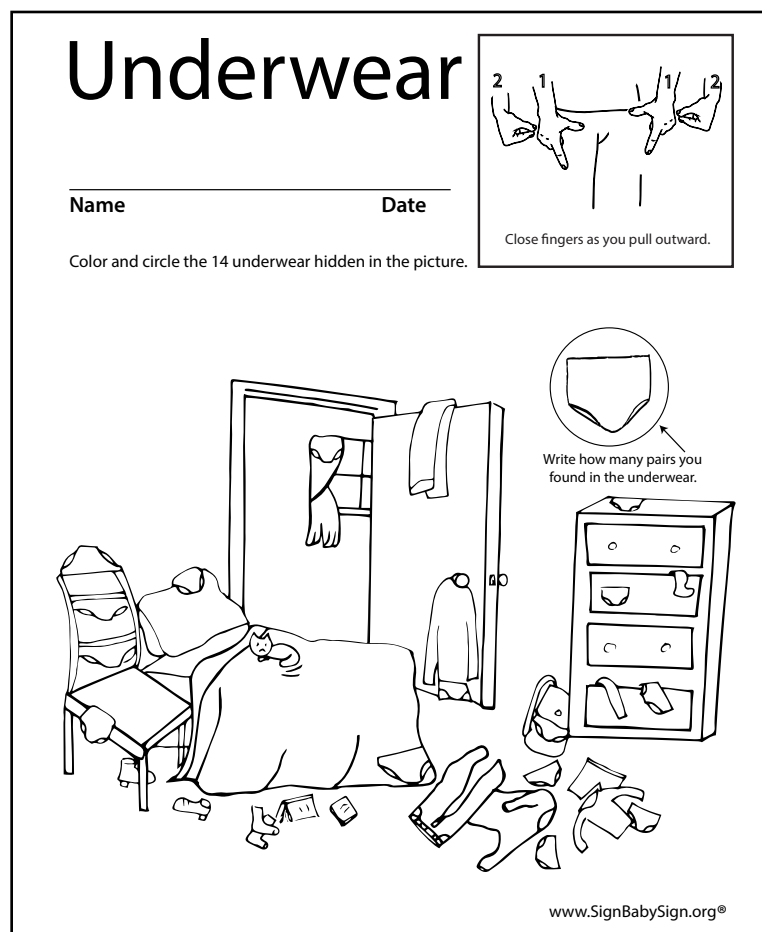 Underwear
2 1 1 2
Close fingers as you pull outward.
Name Date
Color and circle the 14 underwear hidden in the picture.
Write how many pairs you
found in the underwear.
www.SignBabySign.org®